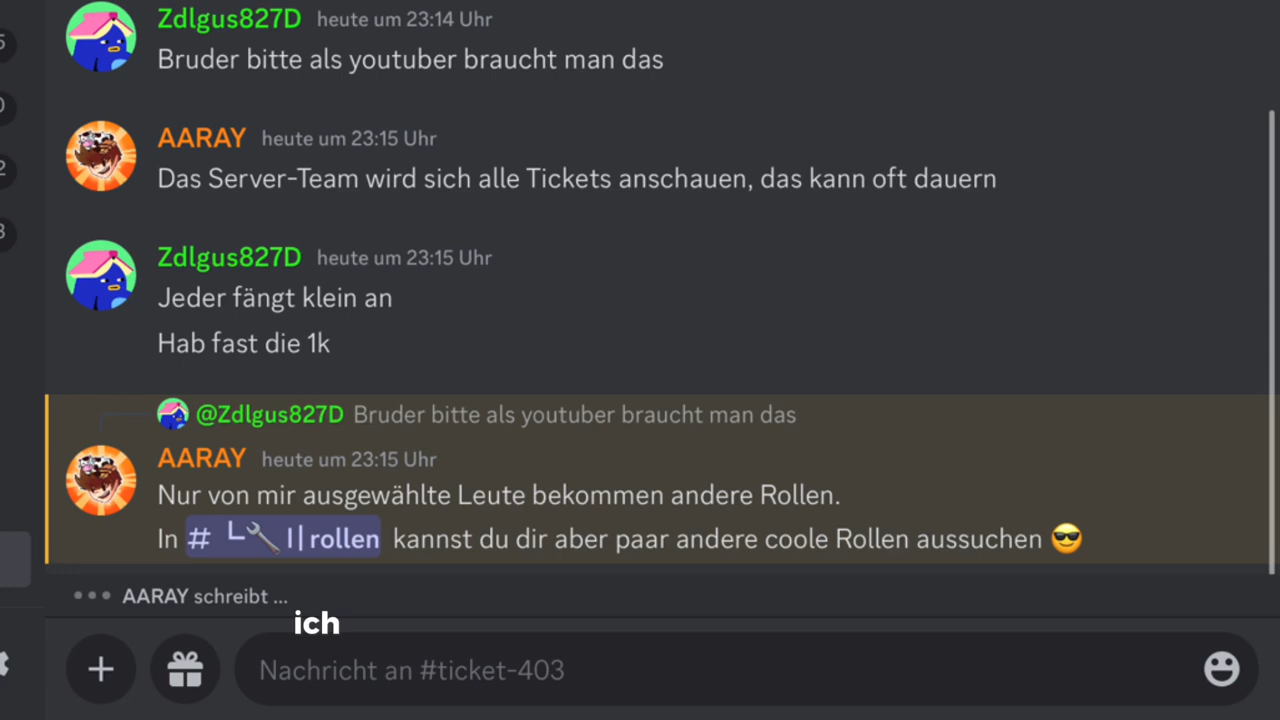 Zdlgus827D heute um 23:14 Uhr
Bruder bitte als youtuber braucht man das
AARAY heute um 23:15 Uhr
Das Server-Team wird sich alle Tickets anschauen, das kann oft dauern
Zdlgus827D heute um 23:15 Uhr
Jeder fängt klein an
Hab fast die 1k
@Zdlgus827D Bruder bitte als youtuber braucht man das
AARAY heute um 23:15 Uhr
Nur von mir ausgewählte Leute bekommen andere Rollen.
In # └🔧 I|rollen kannst du dir aber paar andere coole Rollen aussuchen 😎
AARAY schreibt ...
ich
Nachricht an #ticket-403